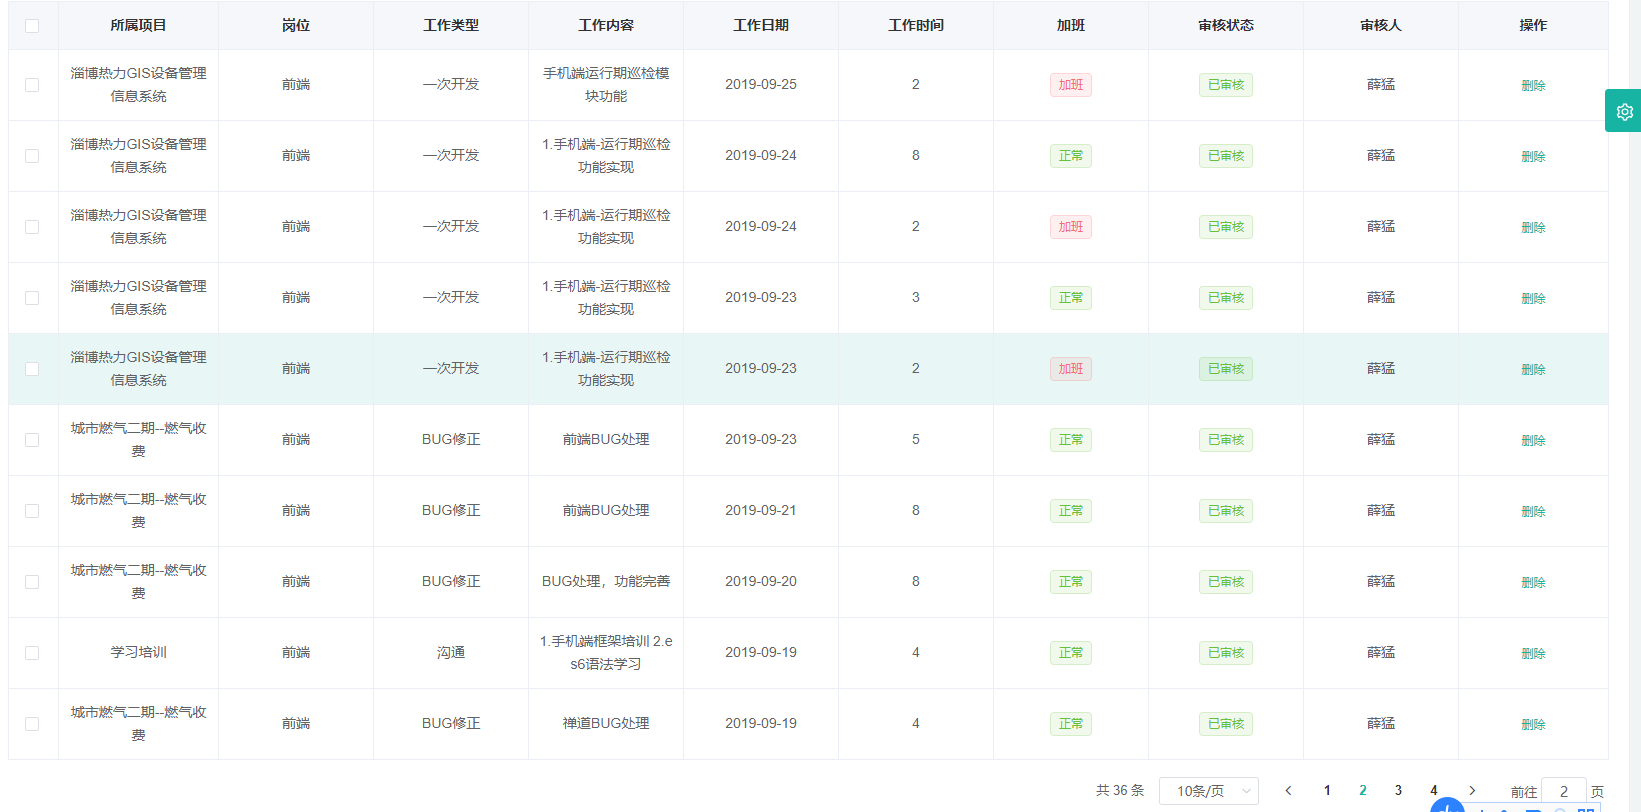 所属项目 岗位 工作类型 工作内容 工作日期 工作时间 加班 审核状态 审核人 操作
淄博热力GIS设备管理 手机端运行期巡检模
前端 一次开发 2019-09-25 2 加班 已审核 薛猛 删除
信息系统 块功能
淄博热力GIS设备管理 1.手机端-运行期巡检
前端 一次开发 2019-09-24 8 正常 已审核 薛猛 删除
信息系统 功能实现
淄博热力GIS设备管理 1.手机端-运行期巡检
前端 一次开发 2019-09-24 2 加班 已审核 薛猛 删除
信息系统 功能实现
淄博热力GIS设备管理 1.手机端-运行期巡检
前端 一次开发 2019-09-23 3 正常 已审核 薛猛 删除
信息系统 功能实现
淄博热力GIS设备管理 1.手机端-运行期巡检
前端 一次开发 2019-09-23 2 加班 已审核 薛猛 删除
信息系统 功能实现
城市燃气二期--燃气收
前端 BUG修正 前端BUG处理 2019-09-23 5 正常 已审核 薛猛 删除
费
城市燃气二期--燃气收
前端 BUG修正 前端BUG处理 2019-09-21 8 正常 已审核 薛猛 删除
费
城市燃气二期--燃气收
前端 BUG修正 BUG处理，功能完善 2019-09-20 8 正常 已审核 薛猛 删除
费
1.手机端框架培训 2.e
学习培训 前端 沟通 2019-09-19 4 正常 已审核 薛猛 删除
s6语法学习
城市燃气二期--燃气收
前端 BUG修正 禅道BUG处理 2019-09-19 4 正常 已审核 薛猛 删除
费
共 36 条 10条/页 1 2 3 4 前往 2 页